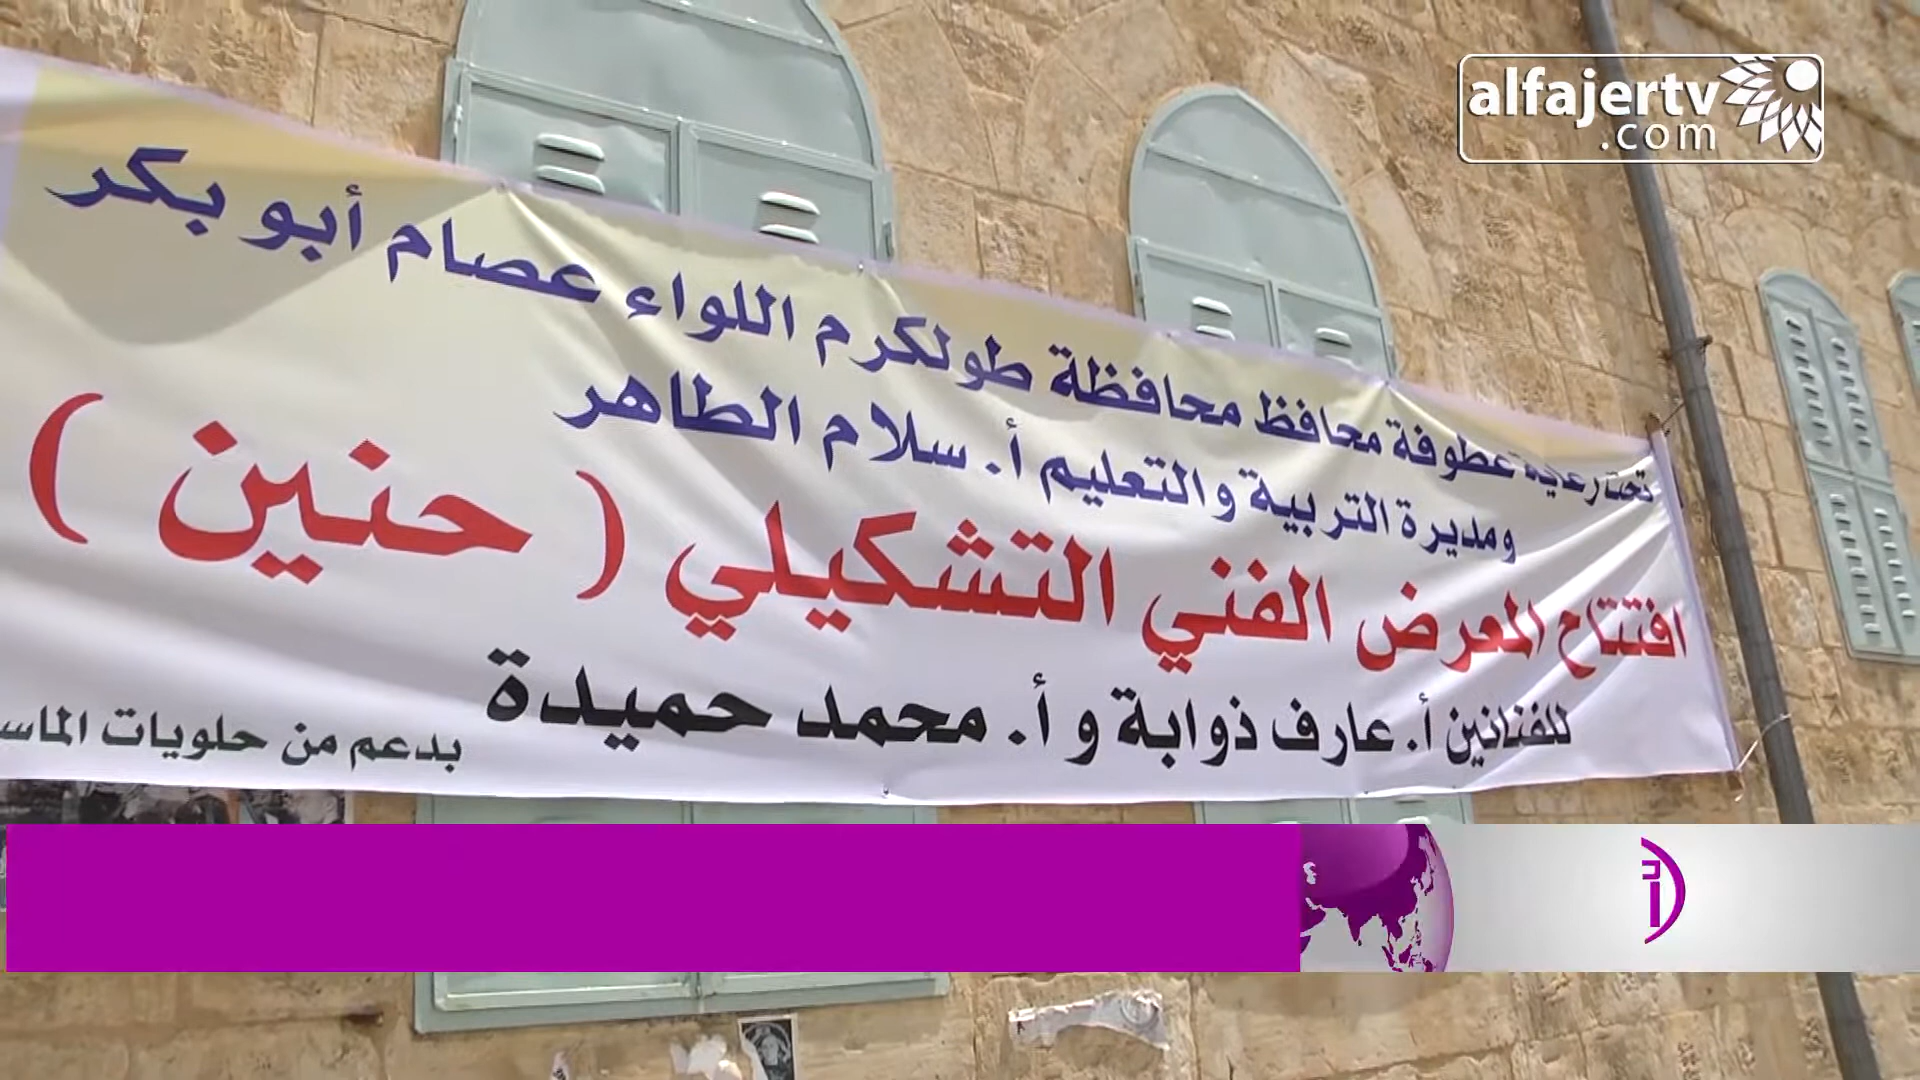 alfajertv
.com
تحت رعاية عطوفة محافظ محافظة طولكرم اللواء عصام أبو بكر
ومديرة التربية والتعليم أ. سلام الطاهر
افتتاح المعرض الفني التشكيلي ( حنين )
للفنانين أ. عارف ذوابة و أ. محمد حميدة
بدعم من حلويات